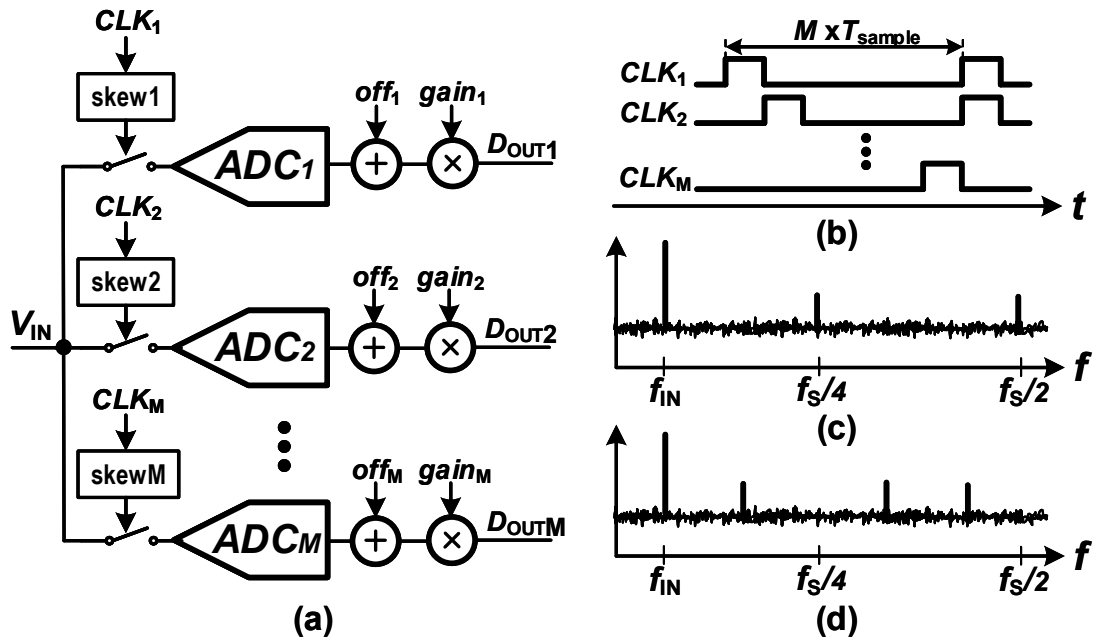 CLK1
skew1
off1 gain1
ADC1
+ × DOUT1
CLK2
skew2
off2 gain2
VIN
ADC2
+ × DOUT2
CLKM
skewM
offM gainM
ADCM
+ × DOUTM
(a)
M xTsample
CLK1
CLK2
CLKM
t
(b)
fIN fS/4 fS/2 f
(c)
fIN fS/4 fS/2 f
(d)